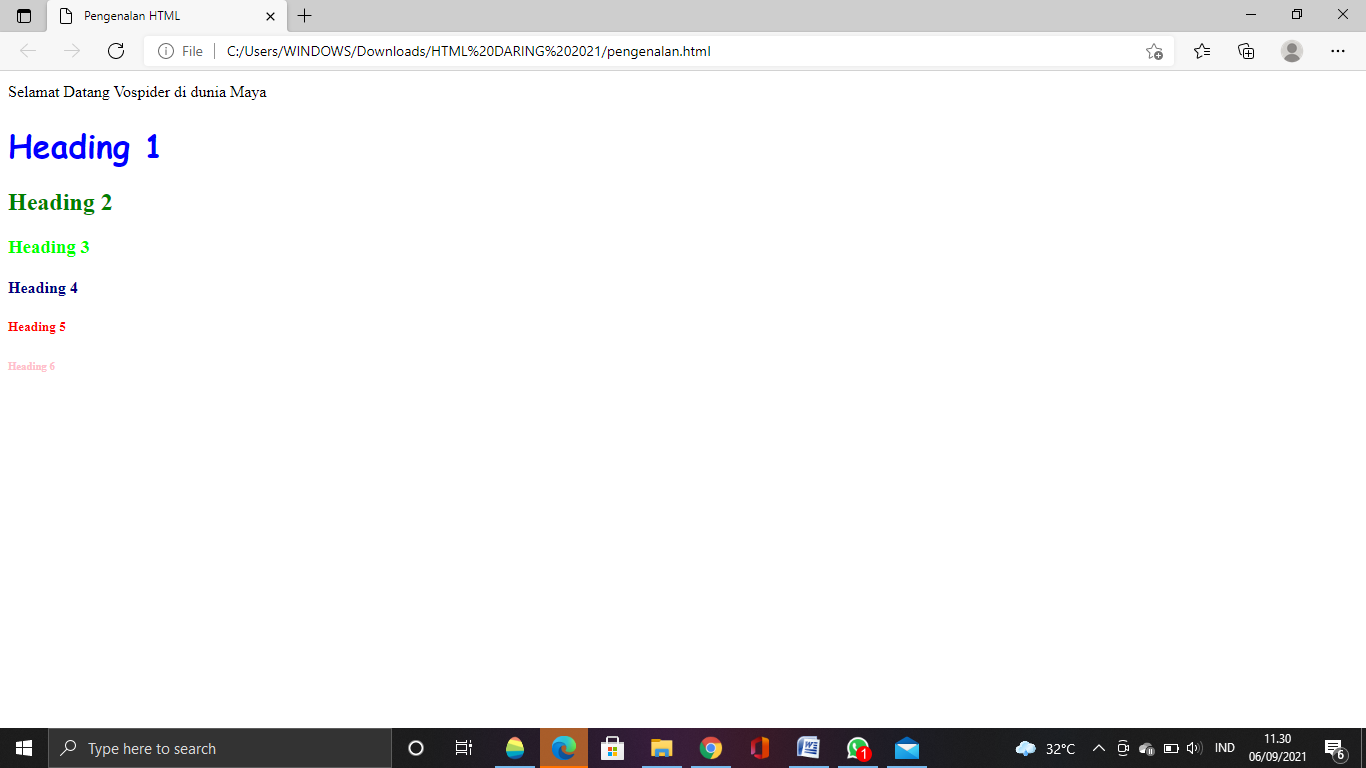 Pengenalan HTML
File
C:/Users/WINDOWS/Downloads/HTML%20DARING%202021/pengenalan.html
Selamat Datang Vospider di dunia Maya
Heading 1
Heading 2
Heading 3
Heading 4
Heading 5
Heading 6
Type here to search
1
32°C
IND
11.30
06/09/2021
6